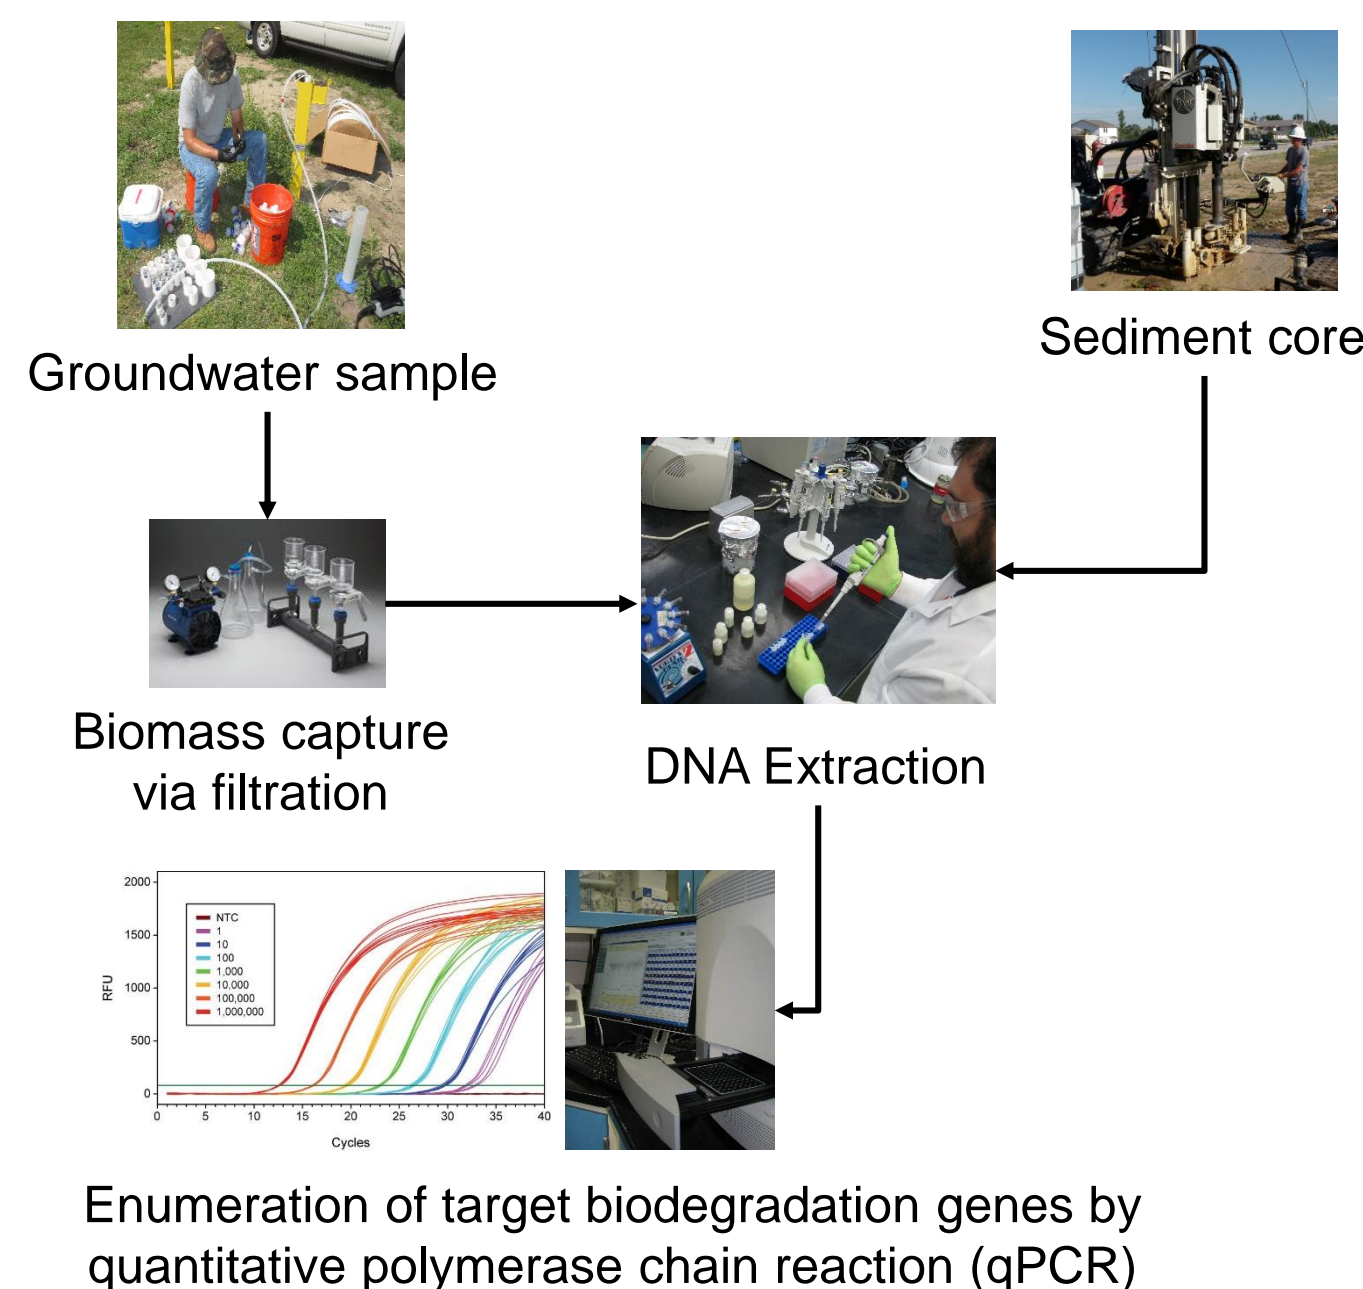 Groundwater sample
Sediment core
Biomass capture
via filtration
DNA Extraction
2000
1500
1000
500
0
RFU
NTC
1
10
100
1,000
10,000
100,000
1,000,000
0 5 10 15 20 25 30 35 40
Cycles
Enumeration of target biodegradation genes by
quantitative polymerase chain reaction (qPCR)